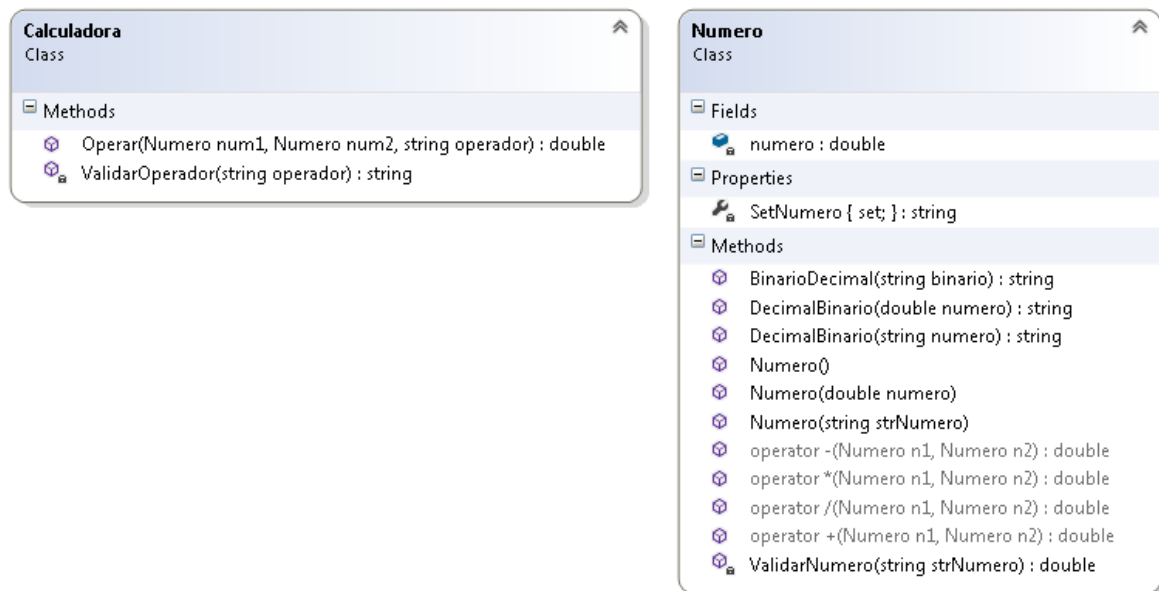 Calculadora
Class
Methods
Operar(Numero num1, Numero num2, string operador) : double
ValidarOperador(string operador) : string
Numero
Class
Fields
numero : double
Properties
SetNumero { set; } : string
Methods
BinarioDecimal(string binario) : string
DecimalBinario(double numero) : string
DecimalBinario(string numero) : string
Numero()
Numero(double numero)
Numero(string strNumero)
operator -(Numero n1, Numero n2) : double
operator *(Numero n1, Numero n2) : double
operator /(Numero n1, Numero n2) : double
operator +(Numero n1, Numero n2) : double
ValidarNumero(string strNumero) : double